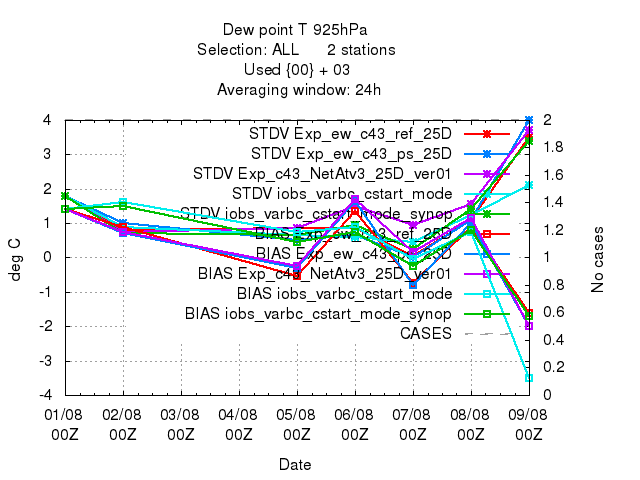 Dew point T 925hPa
Selection: ALL 2 stations
Used {00} + 03
Averaging window: 24h
deg C
4
3
2
1
0
-1
-2
-3
-4
STDV Exp_ew_c43_ref_25D
STDV Exp_ew_c43_ps_25D
STDV Exp_c43_NetAtv3_25D_ver01
STDV iobs_varbc_cstart_mode
STDV iobs_varbc_cstart_mode_synop
BIAS Exp_ew_c43_ref_25D
BIAS Exp_ew_c43_ps_25D
BIAS Exp_c43_NetAtv3_25D_ver01
BIAS iobs_varbc_cstart_mode
BIAS iobs_varbc_cstart_mode_synop
CASES
2
1.8
1.6
1.4
1.2
1
0.8
0.6
0.4
0.2
0
No cases
01/08 02/08 03/08 04/08 05/08 06/08 07/08 08/08 09/08
00Z 00Z 00Z 00Z 00Z 00Z 00Z 00Z 00Z
Date